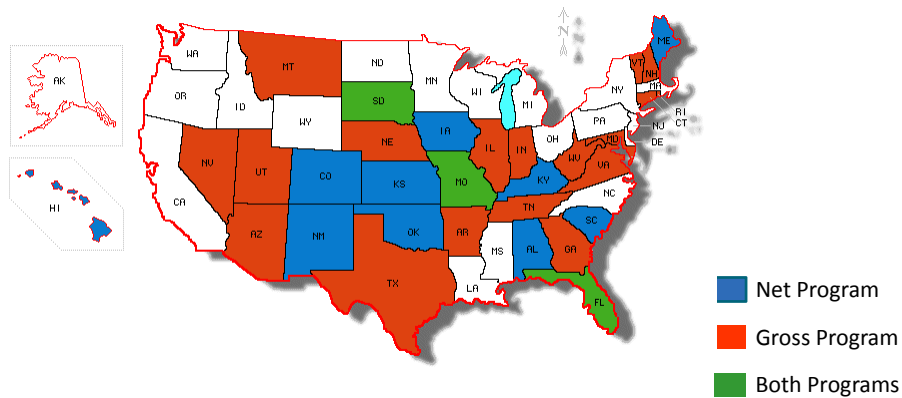 N N
WA
ME
MT
ND
VT
NH
MN
AK
OR
ID
SD
WI
MI
NY
MA
WY
RI
CT
IA
PA
NJ
OH
DE
NE
IL
IN
MD
NV
UT
CO
WV
VA
KS
MO
KY
CA
NC
HI
TN
AZ
NM
OK
AR
SC
MS
AL
GA
TX
LA
FL
Net Program
Gross Program
Both Programs